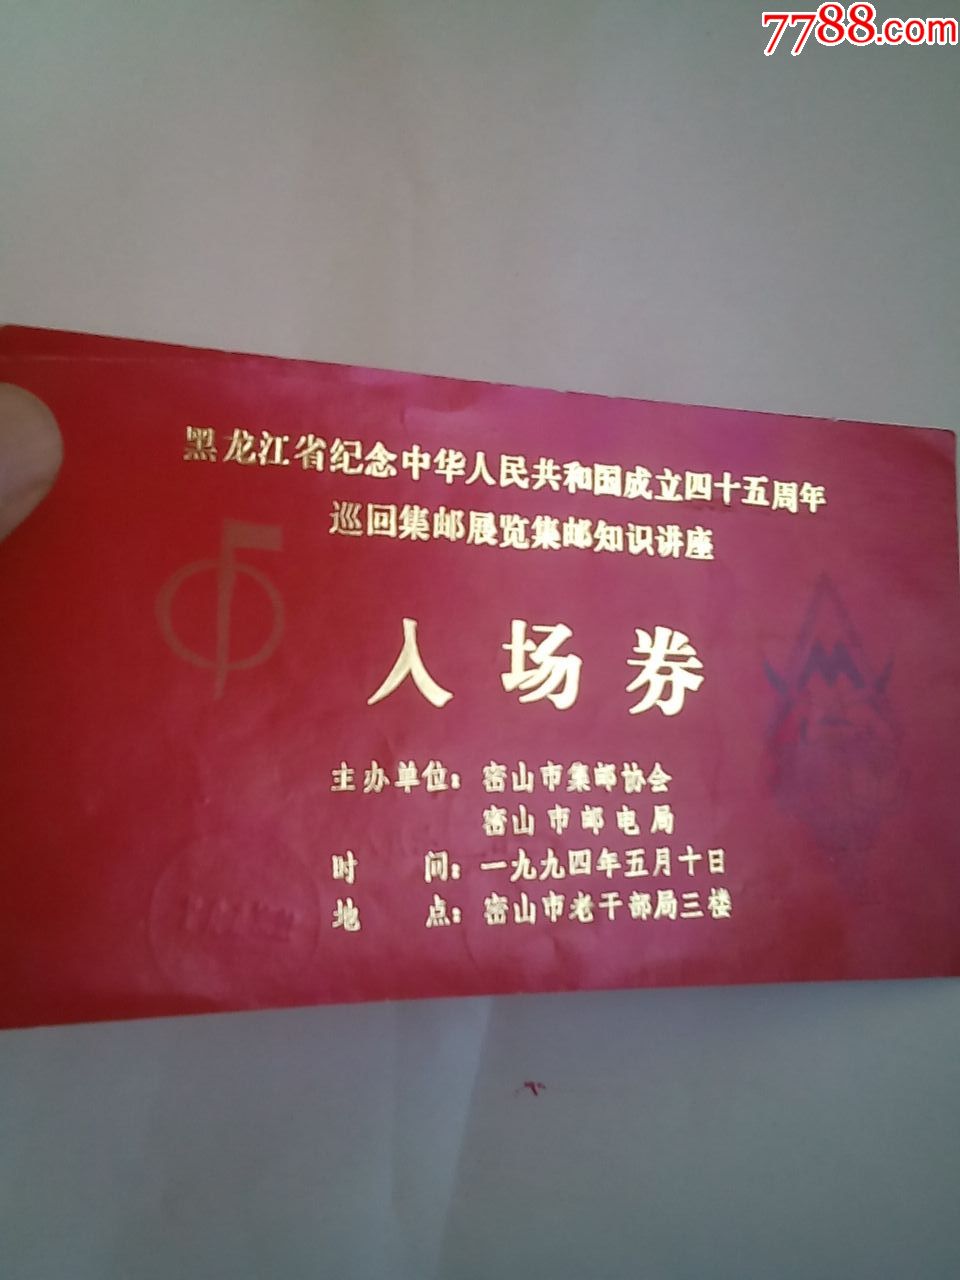 7788.com
黑龙江省纪念中华人民共和国成立四十五周年
巡回集邮展览集邮知识讲座
入场券
主办单位：密山市集邮协会
密山市邮电局
时 间：一九九四年五月十日
地 点：密山市老干部局三楼